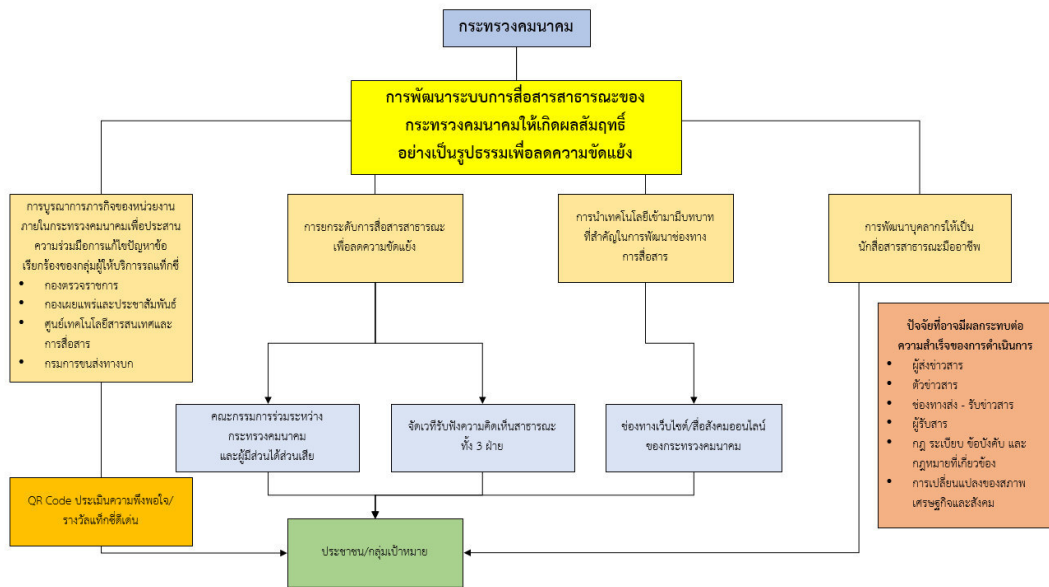 กระทรวงคมนาคม
การพัฒนาระบบการสื่อสารสาธารณะของ
กระทรวงคมนาคมให้เกิดผลสัมฤทธิ์
อย่างเป็นรูปธรรมเพื่อลดความขัดแย้ง
การบูรณาการภารกิจของหน่วยงาน
ภายในกระทรวงคมนาคมเพื่อประสาน
ความร่วมมือการแก้ไขปัญหาข้อ
เรียกร้องของกลุ่มผู้ให้บริการรถแท็กซี่
• กองตรวจราชการ
• กองเผยแพร่และประชาสัมพันธ์
• ศูนย์เทคโนโลยีสารสนเทศและ
การสื่อสาร
• กรมการขนส่งทางบก
การยกระดับการสื่อสารสาธารณะ
เพื่อลดความขัดแย้ง
การนำเทคโนโลยีเข้ามามีบทบาท
ที่สำคัญในการพัฒนาช่องทาง
การสื่อสาร
การพัฒนาบุคลากรให้เป็น
นักสื่อสารสาธารณะมืออาชีพ
ปัจจัยที่อาจมีผลกระทบต่อ
ความสำเร็จของการดำเนินการ
• ผู้ส่งข่าวสาร
• ตัวข่าวสาร
• ช่องทางส่ง - รับข่าวสาร
• ผู้รับสาร
• กฎ ระเบียบ ข้อบังคับ และ
กฎหมายที่เกี่ยวข้อง
• การเปลี่ยนแปลงของสภาพ
เศรษฐกิจและสังคม
คณะกรรมการร่วมระหว่าง
กระทรวงคมนาคม
และผู้มีส่วนได้ส่วนเสีย
จัดเวทีรับฟังความคิดเห็นสาธารณะ
ทั้ง 3 ฝ่าย
ช่องทางเว็บไซต์/สื่อสังคมออนไลน์
ของกระทรวงคมนาคม
QR Code ประเมินความพึงพอใจ/
รางวัลแท็กซี่ดีเด่น
ประชาชน/กลุ่มเป้าหมาย